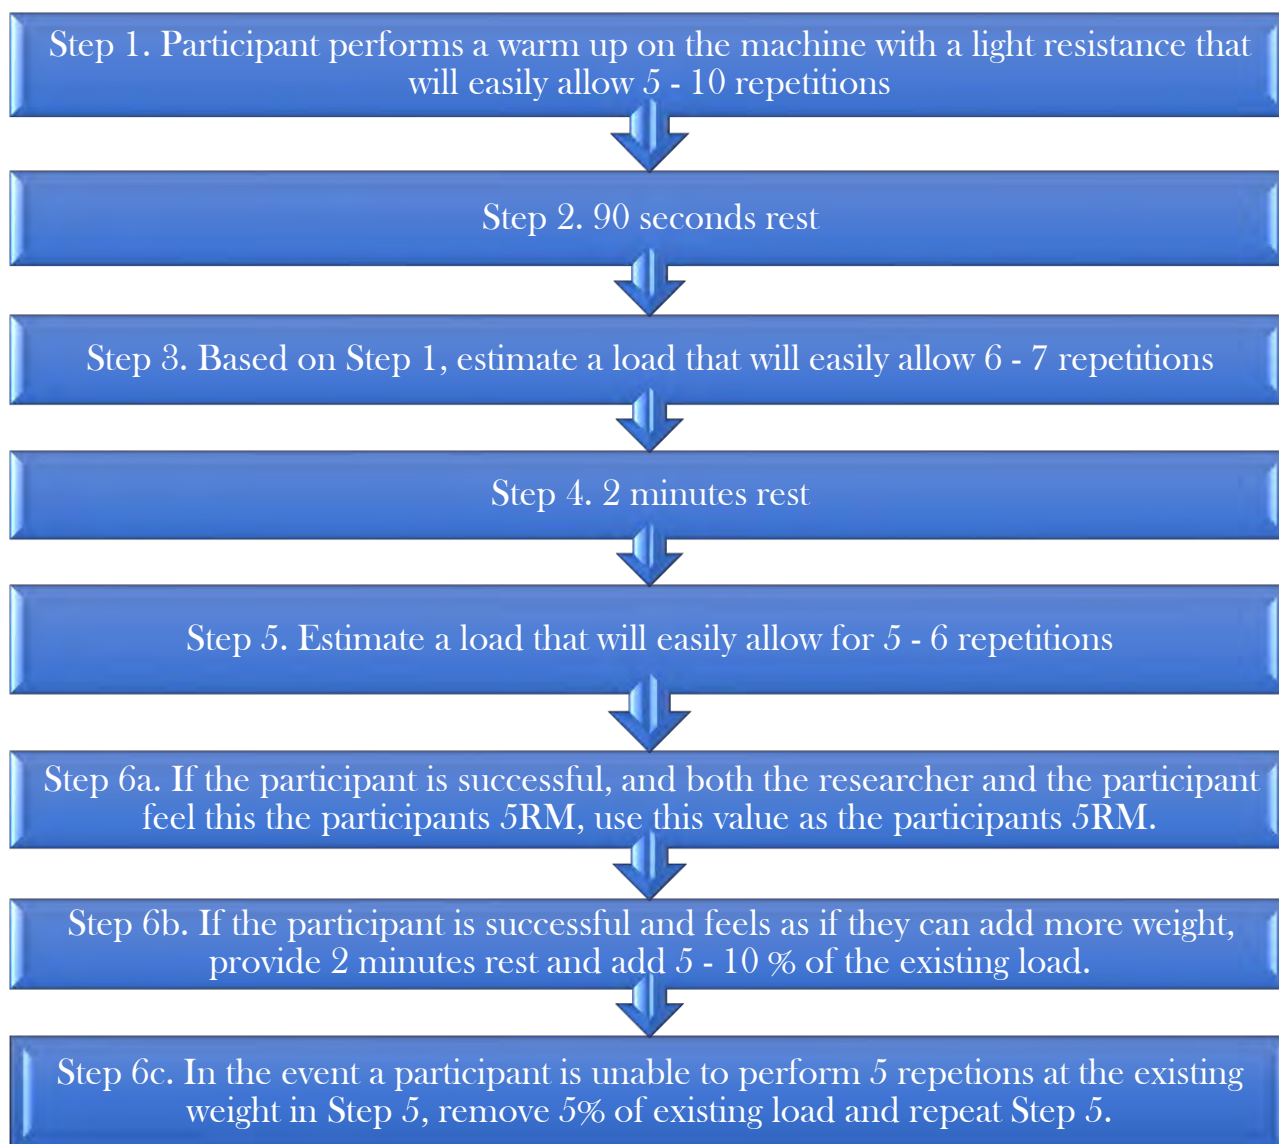 Step 1. Participant performs a warm up on the machine with a light resistance that
will easily allow 5 - 10 repetitions
Step 2. 90 seconds rest
Step 3. Based on Step 1, estimate a load that will easily allow 6 - 7 repetitions
Step 4. 2 minutes rest
Step 5. Estimate a load that will easily allow for 5 - 6 repetitions
Step 6a. If the participant is successful, and both the researcher and the participant
feel this the participants 5RM, use this value as the participants 5RM.
Step 6b. If the participant is successful and feels as if they can add more weight,
provide 2 minutes rest and add 5 - 10 % of the existing load.
Step 6c. In the event a participant is unable to perform 5 repetions at the existing
weight in Step 5, remove 5% of existing load and repeat Step 5.